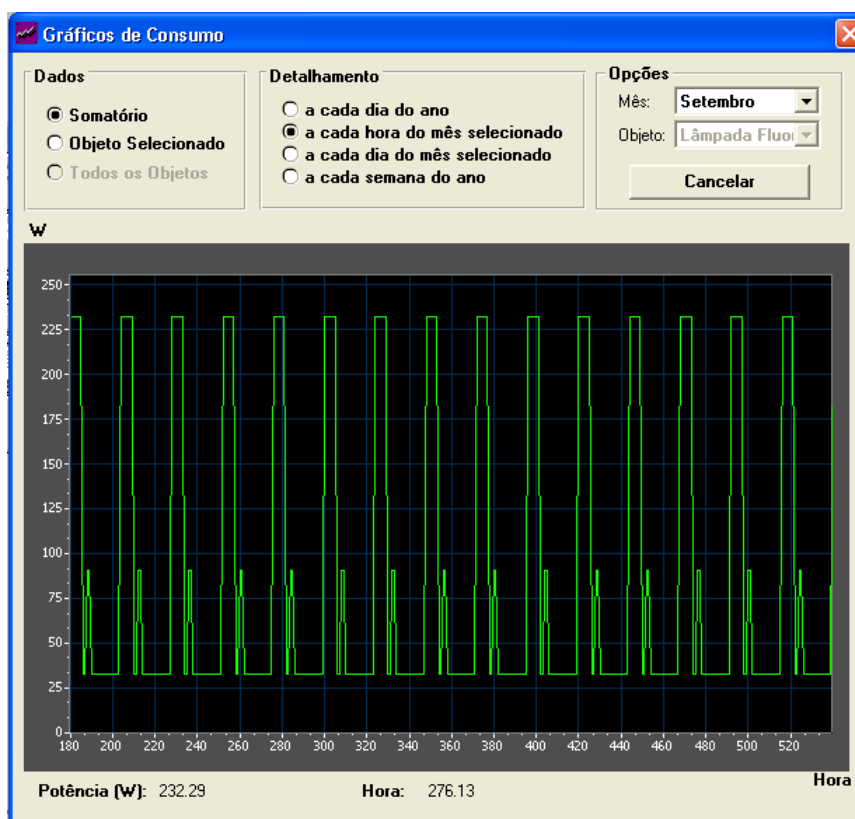 Gráficos de Consumo
Dados
Somatório
Objeto Selecionado
Todos os Objetos
Detalhamento
a cada dia do ano
a cada hora do mês selecionado
a cada dia do mês selecionado
a cada semana do ano
Opções
Mês: Setembro
Objeto: Lâmpada Fluo
Cancelar
W
250
225
200
175
150
125
100
75
50
25
0
180 200 220 240 260 280 300 320 340 360 380 400 420 440 460 480 500 520
Hora
Potência (W): 232.29 Hora: 276.13